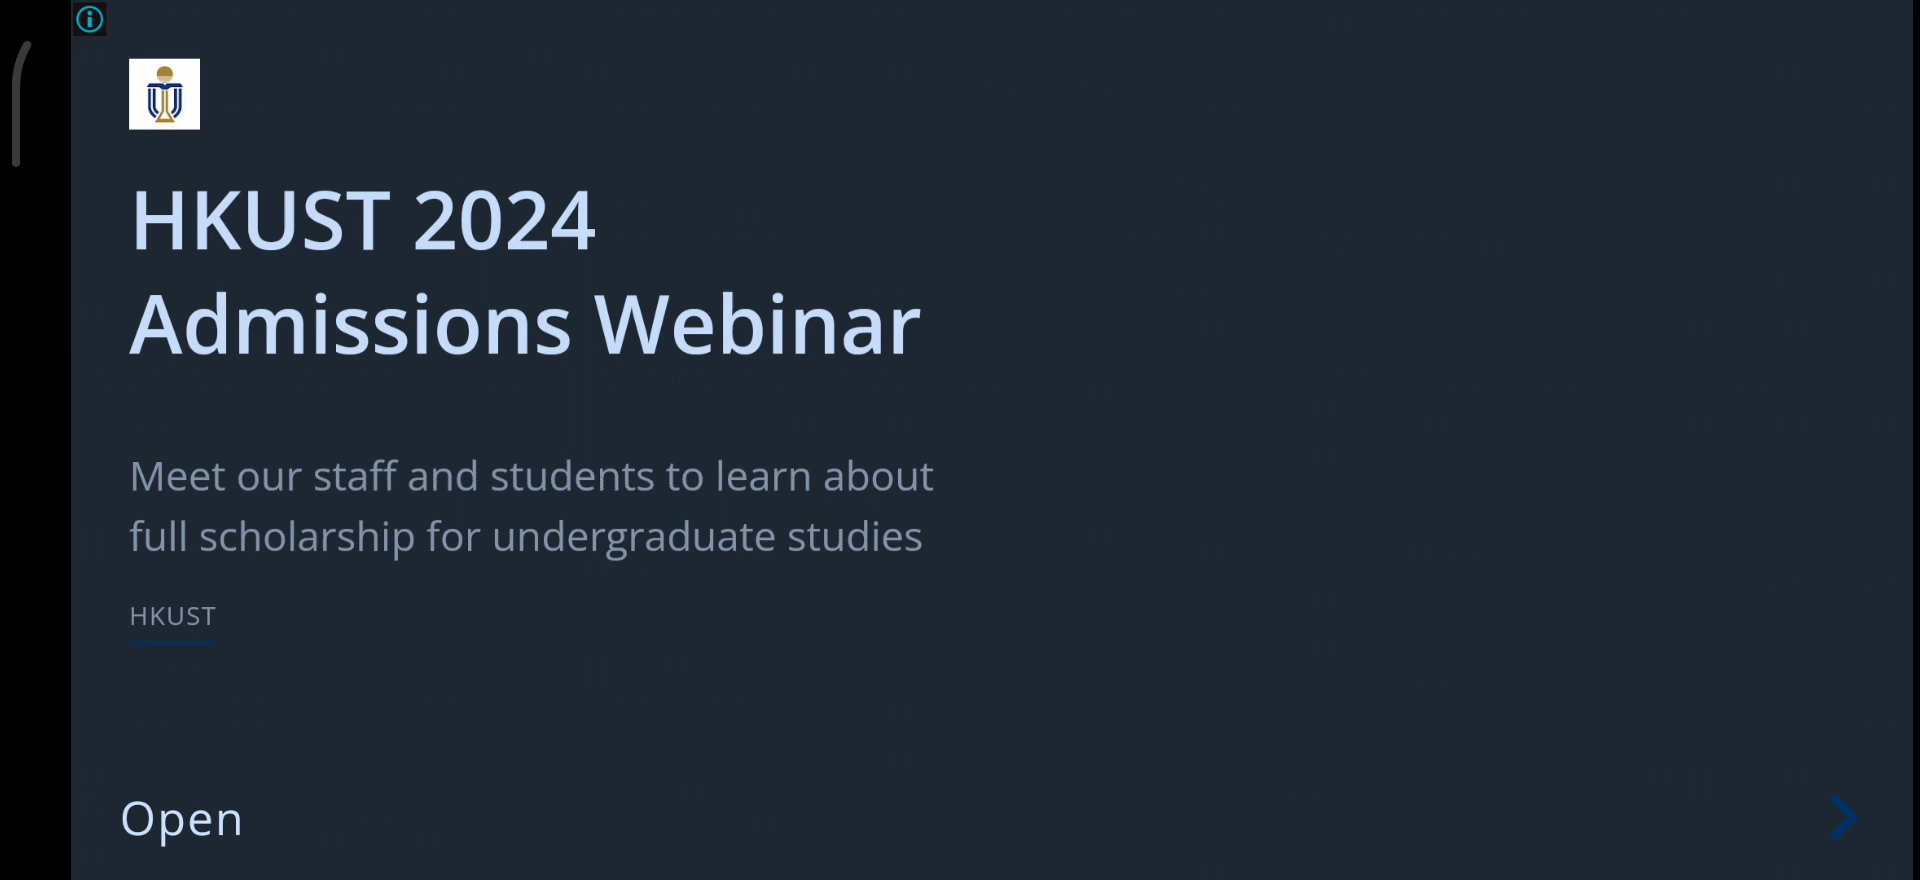 HKUST 2024
Admissions Webinar
Meet our staff and students to learn about
full scholarship for undergraduate studies
HKUST
Open